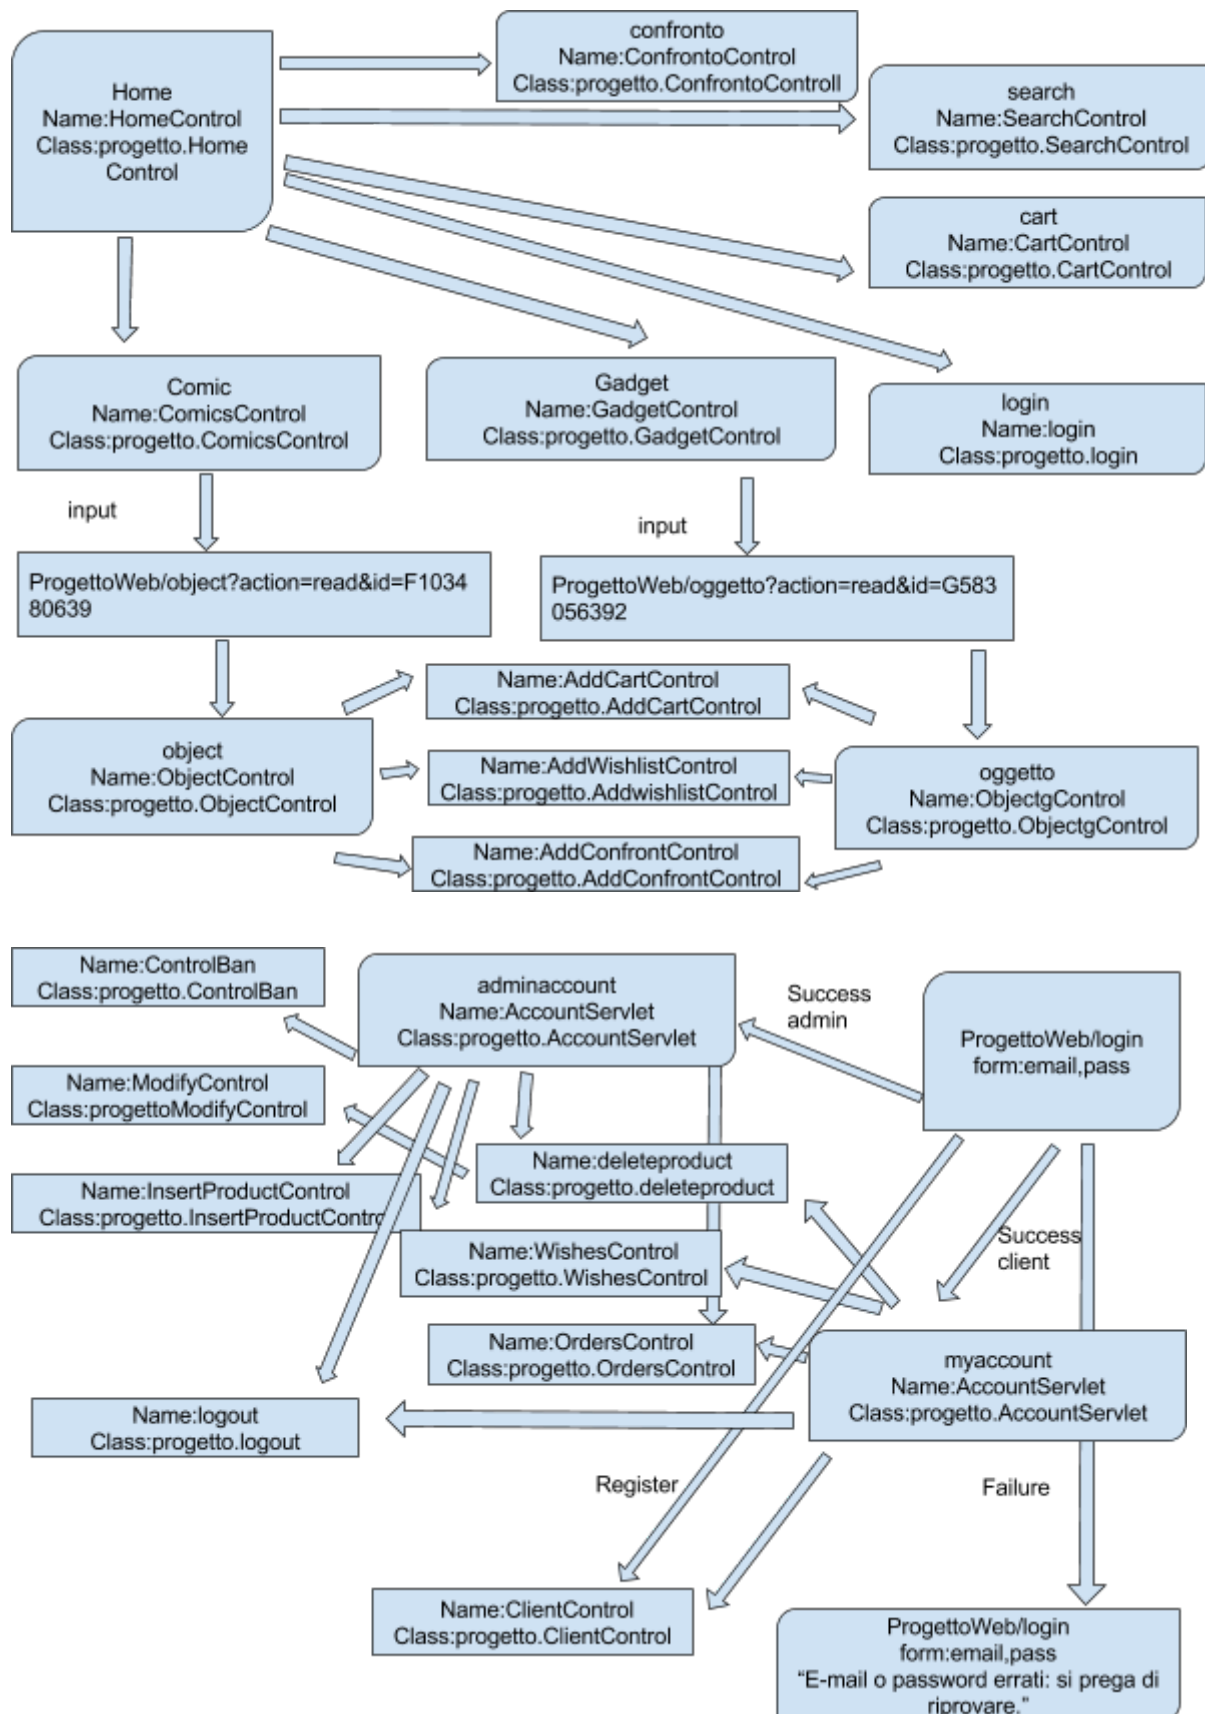 confronto
Name:ConfrontoControl
Class:progetto.ConfrontoControll
Home
Name:HomeControl
Class:progetto.Home
Control
search
Name:SearchControl
Class:progetto.SearchControl
cart
Name:CartControl
Class:progetto.CartControl
Comic
Name:ComicsControl
Class:progetto.ComicsControl
Gadget
Name:GadgetControl
Class:progetto.GadgetControl
login
Name:login
Class:progetto.login
input
input
ProgettoWeb/object?action=read&id=F1034
80639
ProgettoWeb/oggetto?action=read&id=G583
056392
Name:AddCartControl
Class:progetto.AddCartControl
object
Name:ObjectControl
Class:progetto.ObjectControl
Name:AddWishlistControl
Class:progetto.AddwishlistControl
oggetto
Name:ObjectgControl
Class:progetto.ObjectgControl
Name:AddConfrontControl
Class:progetto.AddConfrontControl
Name:ControlBan
Class:progetto.ControlBan
adminaccount
Name:AccountServlet
Class:progetto.AccountServlet
Success
admin
ProgettoWeb/login
form:email,pass
Name:ModifyControl
Class:progettoModifyControl
Name:deleteproduct
Class:progetto.deleteproduct
Name:InsertProductControl
Class:progetto.InsertProductControl
Name:WishesControl
Class:progetto.WishesControl
Success
client
Name:OrdersControl
Class:progetto.OrdersControl
myaccount
Name:AccountServlet
Class:progetto.AccountServlet
Name:logout
Class:progetto.logout
Register
Failure
Name:ClientControl
Class:progetto.ClientControl
ProgettoWeb/login
form:email,pass
“E-mail o password errati: si prega di
riprovare.”